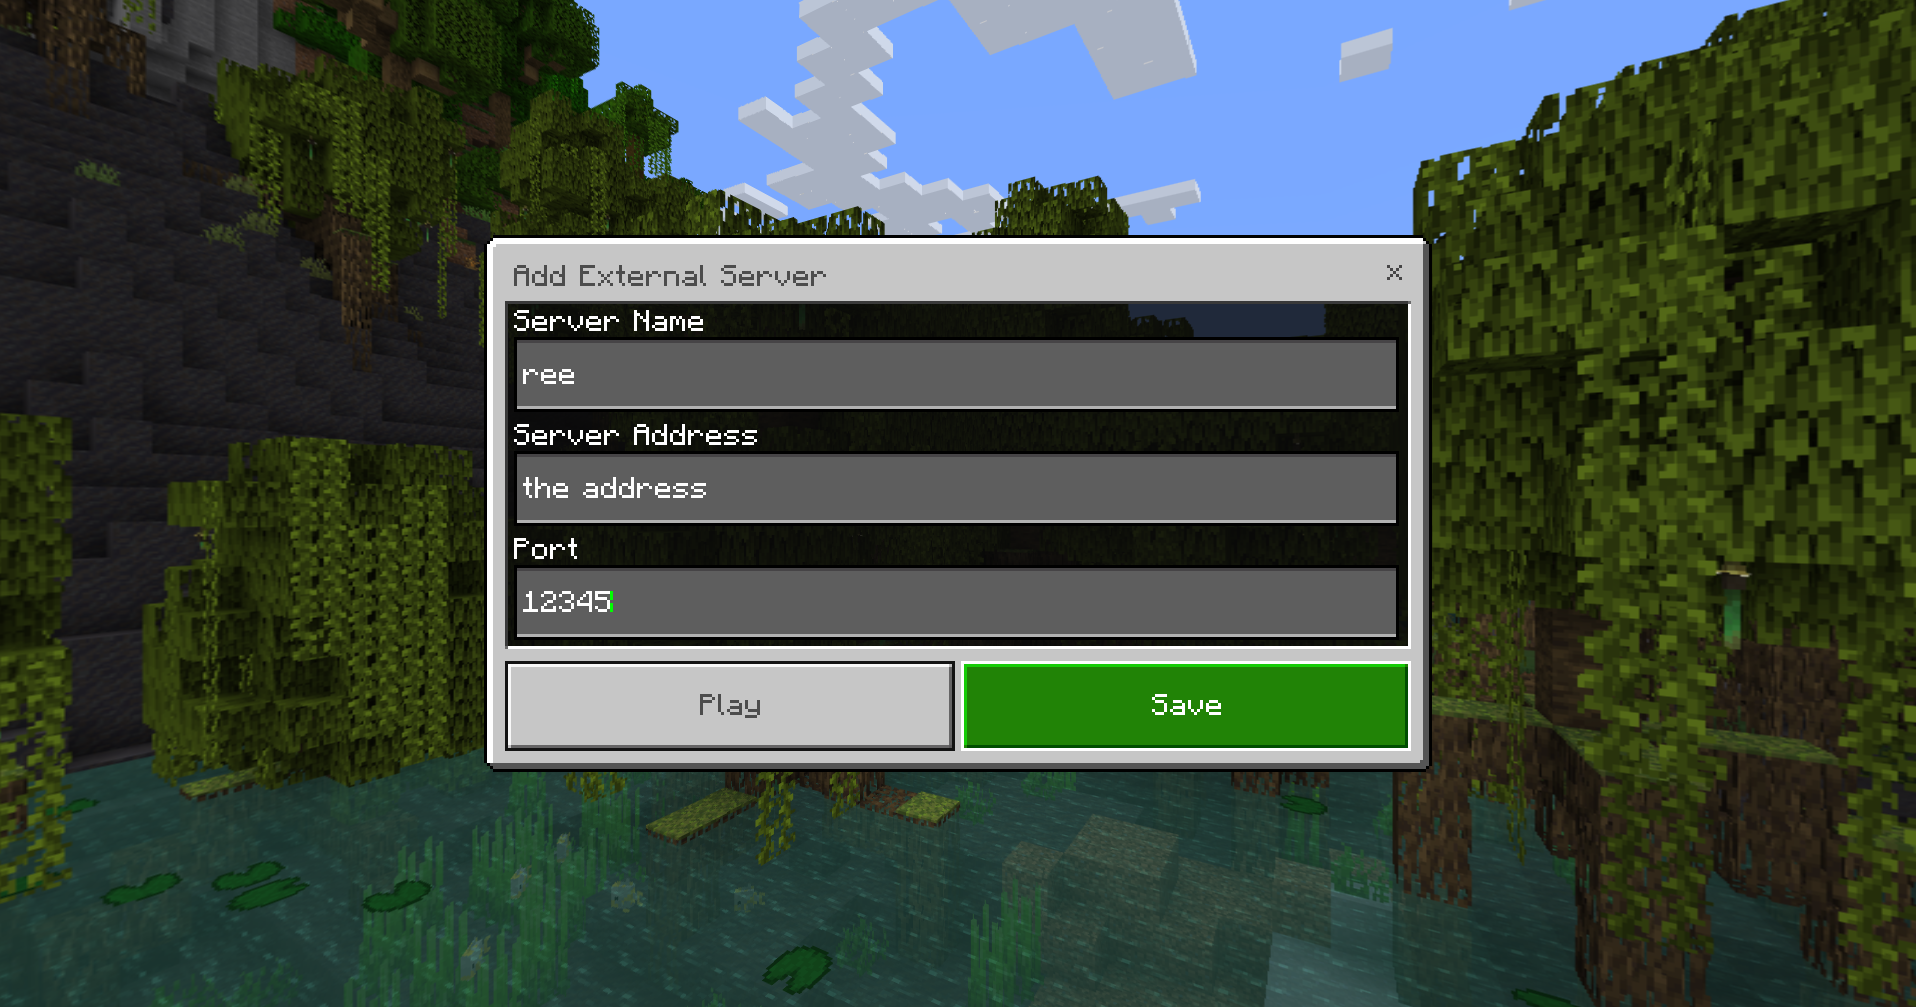 Add External Server
Server Name
ree
Server Address
the address
Port
12345
Play
Save